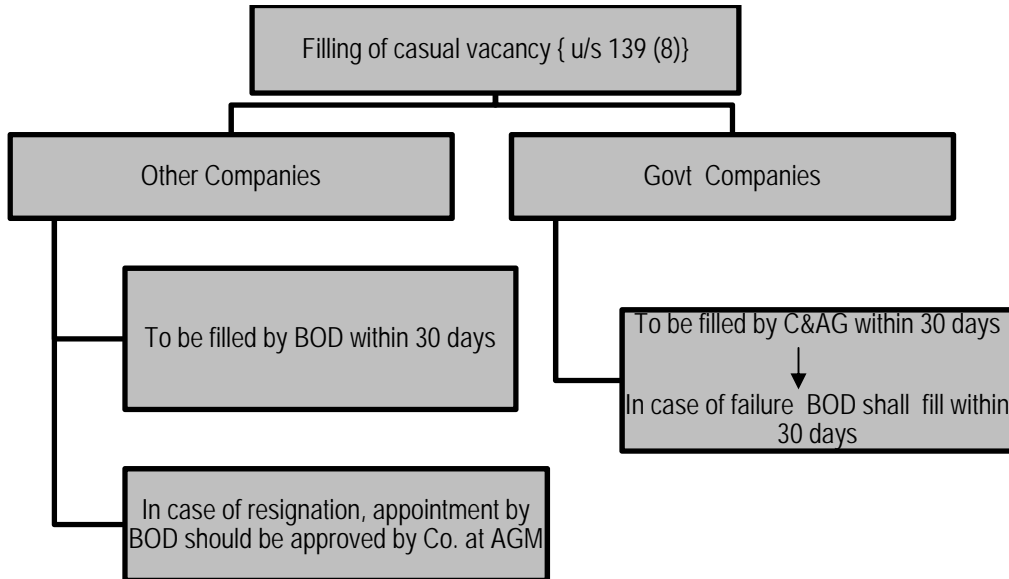 Filling of casual vacancy { u/s 139 (8)}
Other Companies
Govt Companies
To be filled by BOD within 30 days
To be filled by C&AG within 30 days
In case of failure BOD shall fill within
30 days
In case of resignation, appointment by
BOD should be approved by Co. at AGM